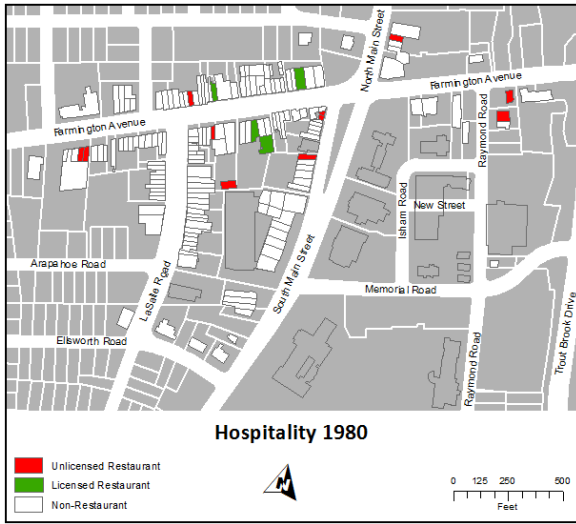 North Main Street
Farmington Avenue
Raymond Road
Farmington Avenue
Isham Road
New Street
Arapahoe Road
LaSalle Road
South Main Street
Memorial Road
Ellsworth Road
Raymond Road
Trout Brook Drive
Hospitality 1980
Unlicensed Restaurant
Licensed Restaurant
Non-Restaurant
N
0 125 250 500
Feet